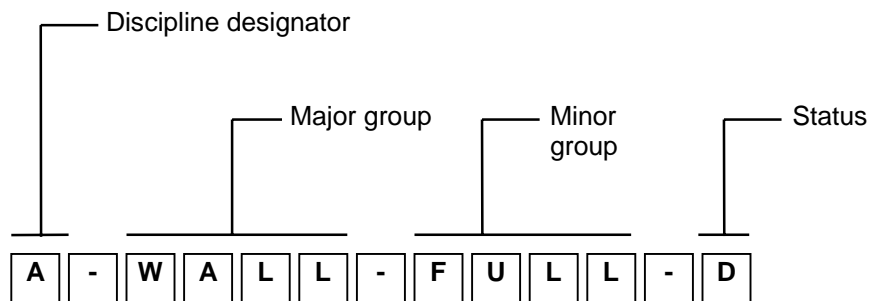 Discipline designator
Major group
Minor
group
Status
A - W A L L - F U L L - D